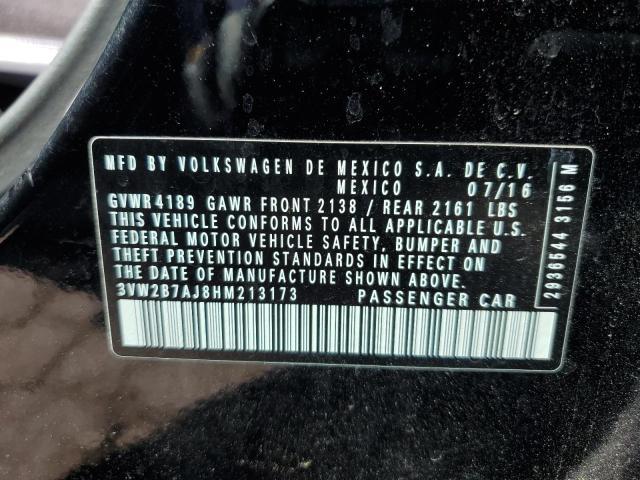 MFD BY VOLKSWAGEN DE MEXICO S.A. DE C.V.
MEXICO 07/16
GVWR 4189 GAWR FRONT 2138 / REAR 2161 LBS
THIS VEHICLE CONFORMS TO ALL APPLICABLE U.S.
FEDERAL MOTOR VEHICLE SAFETY, BUMPER AND
THEFT PREVENTION STANDARDS IN EFFECT ON
THE DATE OF MANUFACTURE SHOWN ABOVE.
3VW2B7AJ8HM213173 PASSENGER CAR
2936544 3156 M